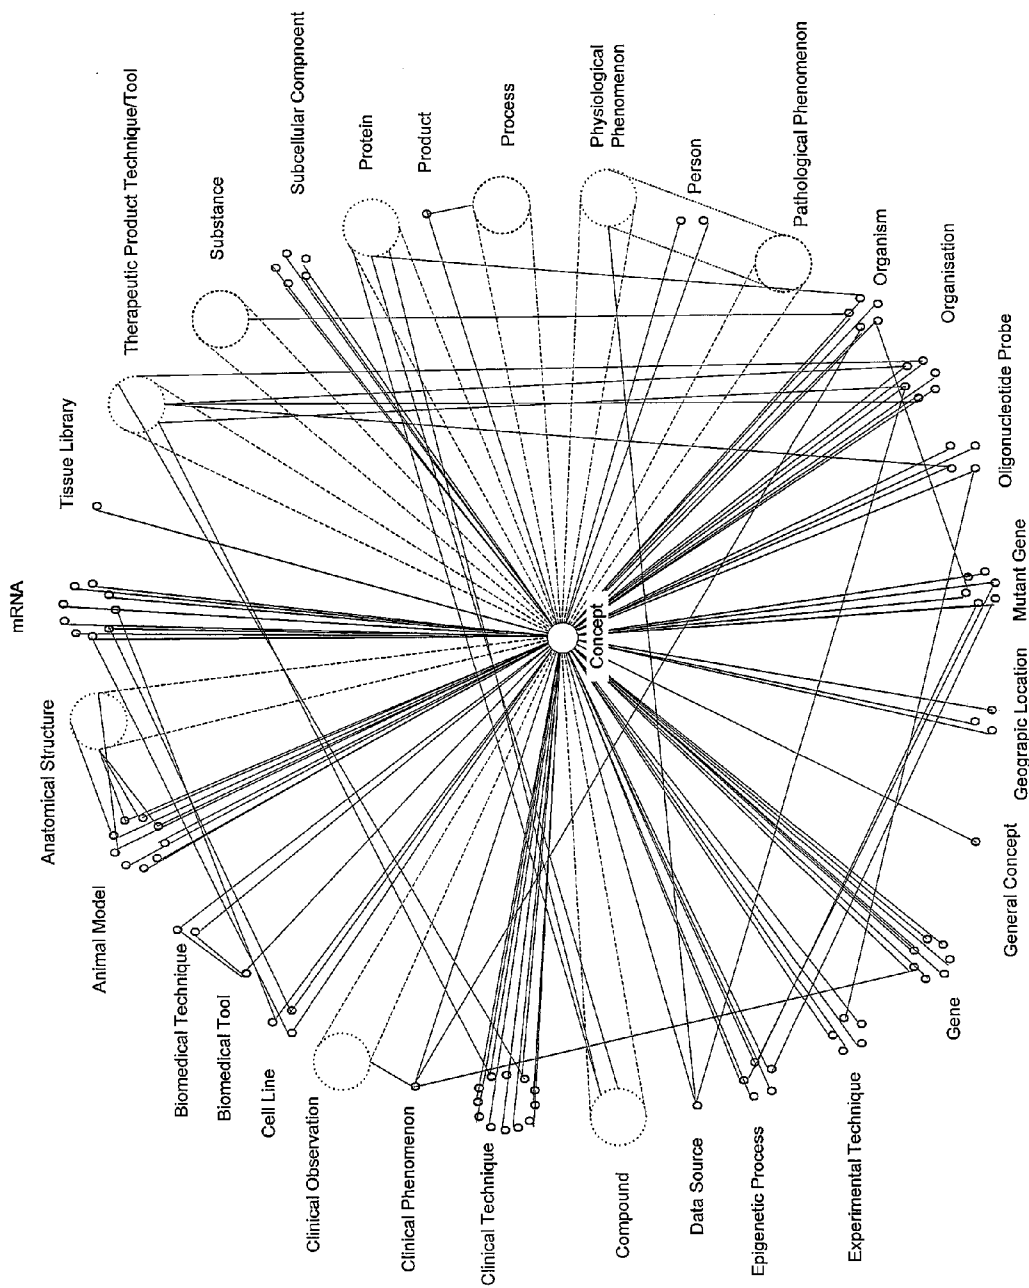 mRNA
Tissue Library
Therapeutic Product Technique/Tool
Substance
Subcellular Compnoent
Protein
Product
Process
Physiological
Phenomenon
Person
Pathological Phenomenon
Organism
Organisation
Oligonucleotide Probe
Mutant Gene
Geograpic Location
General Concept
Gene
Experimental Technique
Epigenetic Process
Data Source
Compound
Clinical Technique
Clinical Phenomenon
Clinical Observation
Cell Line
Biomedical Tool
Biomedical Technique
Animal Model
Anatomical Structure
Concept